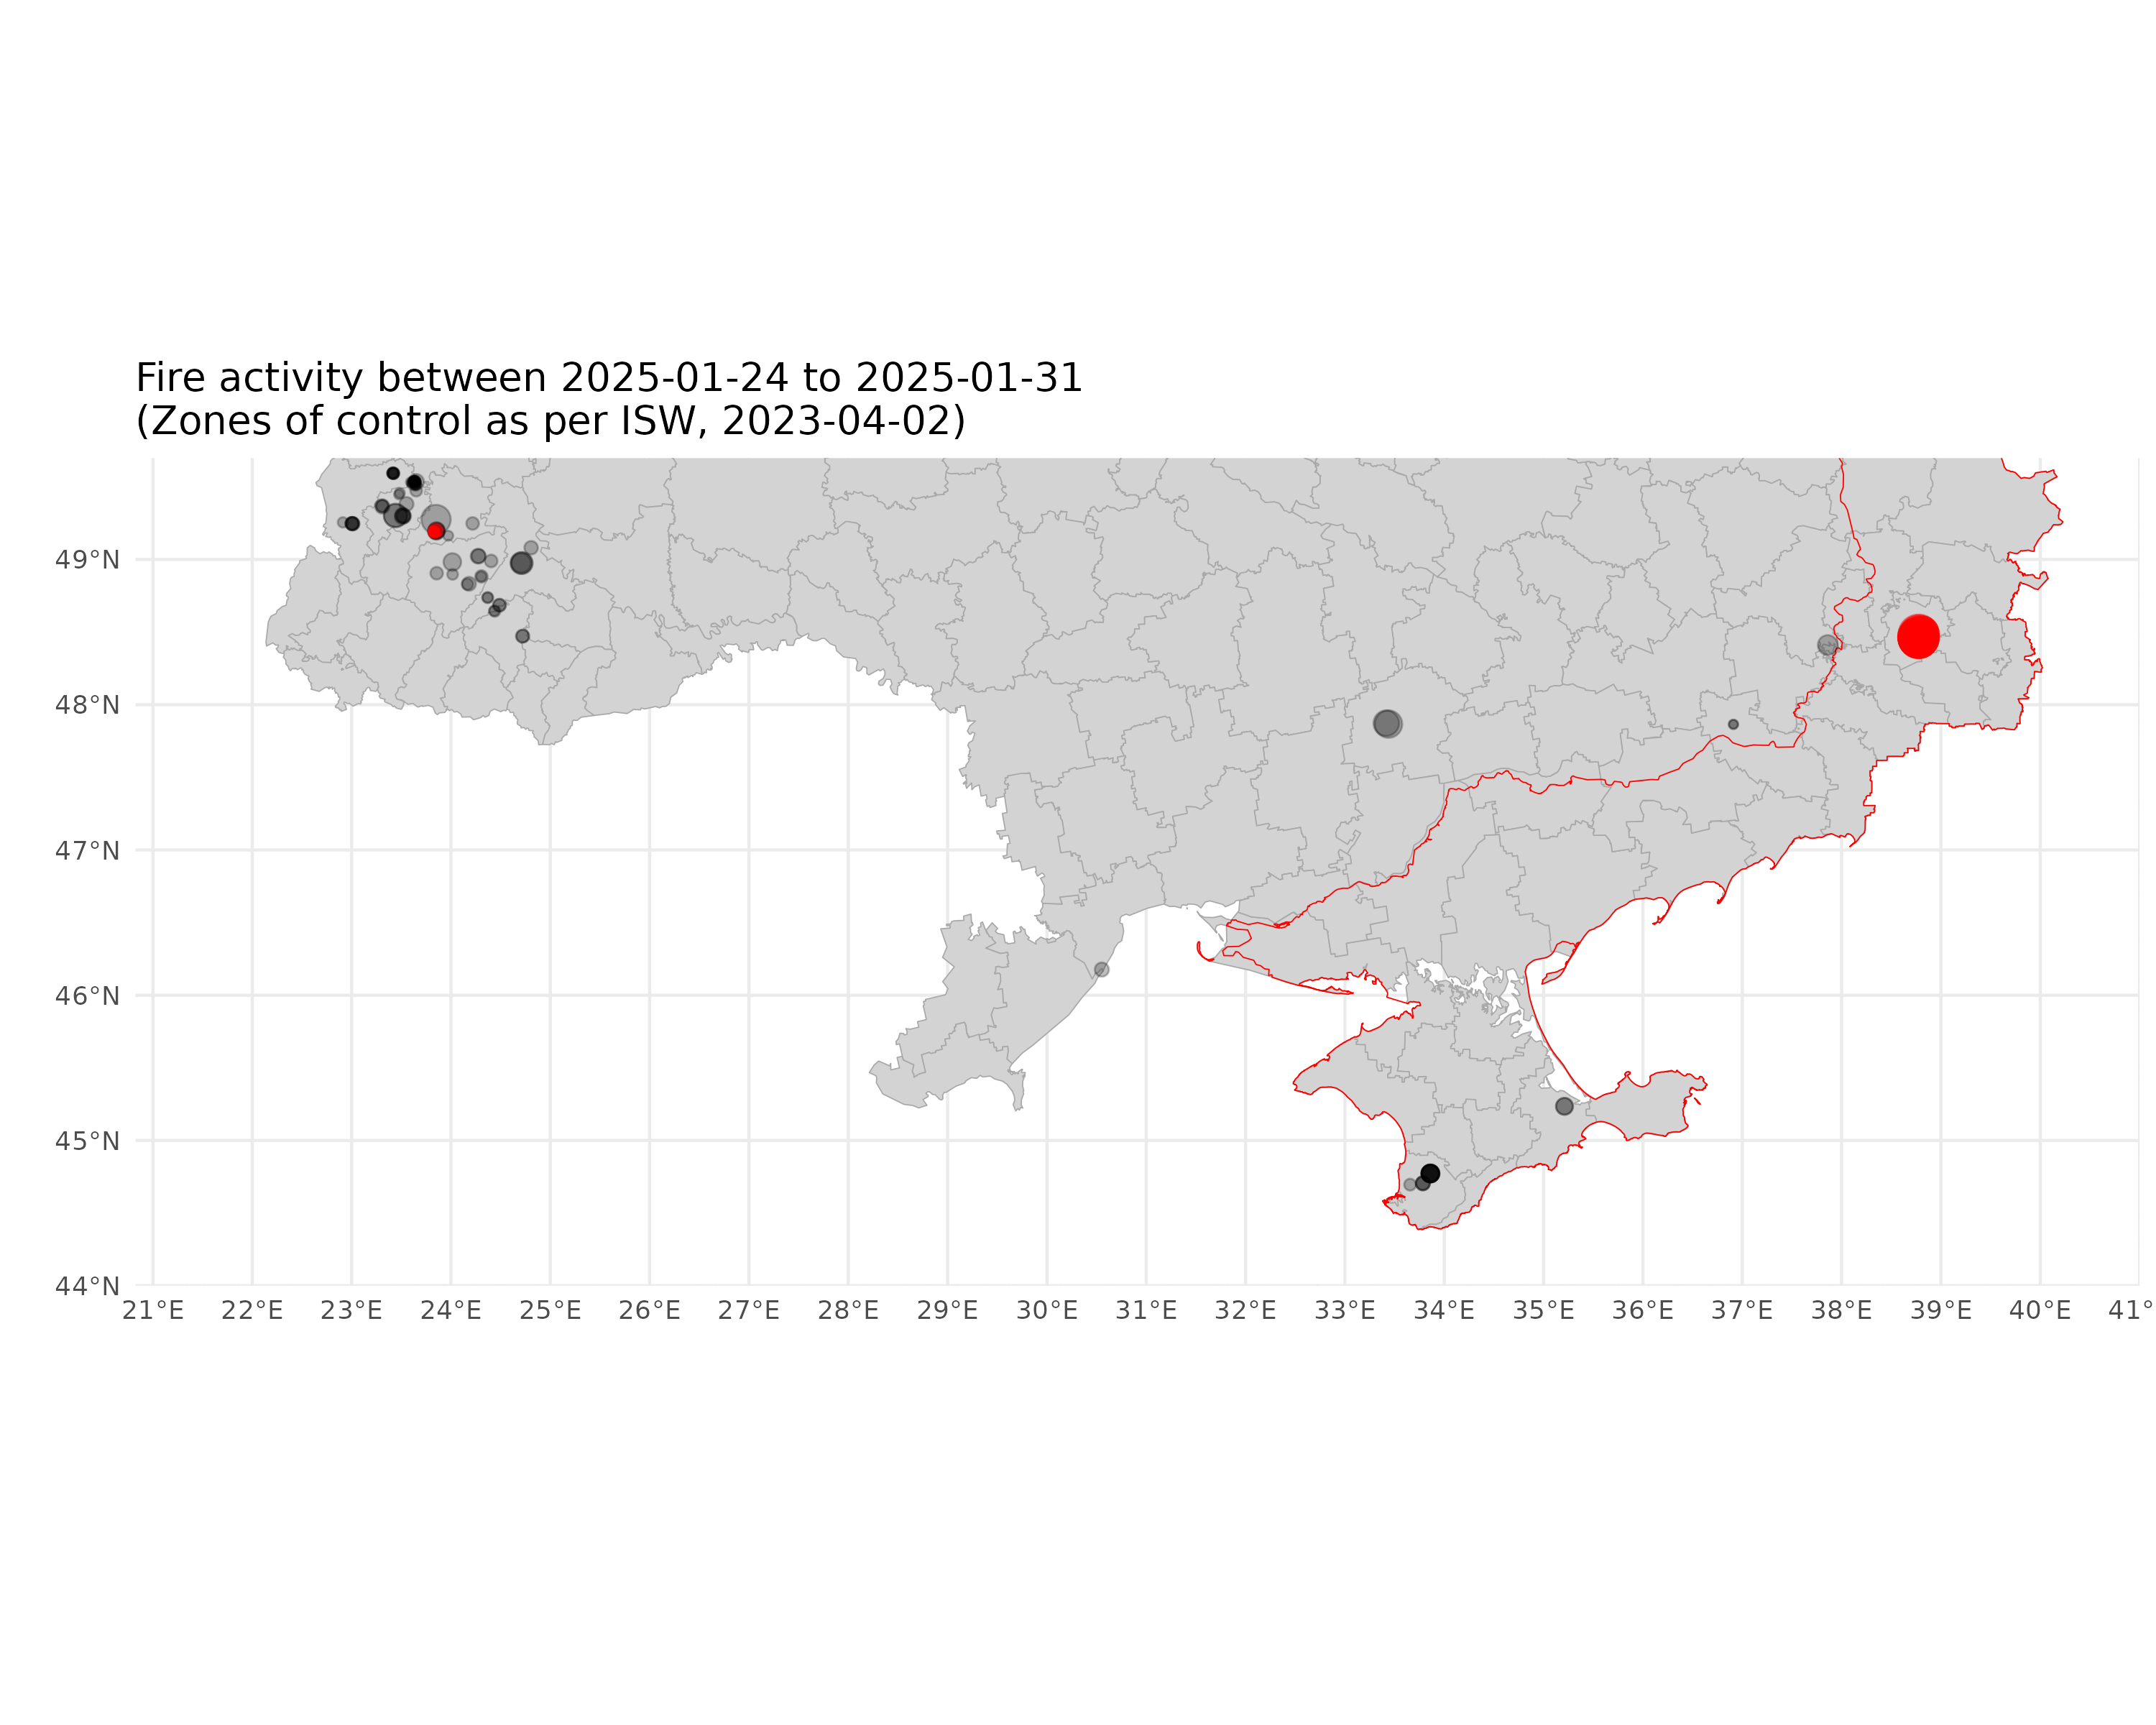 Fire activity between 2025-01-24 to 2025-01-31
(Zones of control as per ISW, 2023-04-02)
49°N
48°N
47°N
46°N
45°N
44°N
21°E 22°E 23°E 24°E 25°E 26°E 27°E 28°E 29°E 30°E 31°E 32°E 33°E 34°E 35°E 36°E 37°E 38°E 39°E 40°E 41°